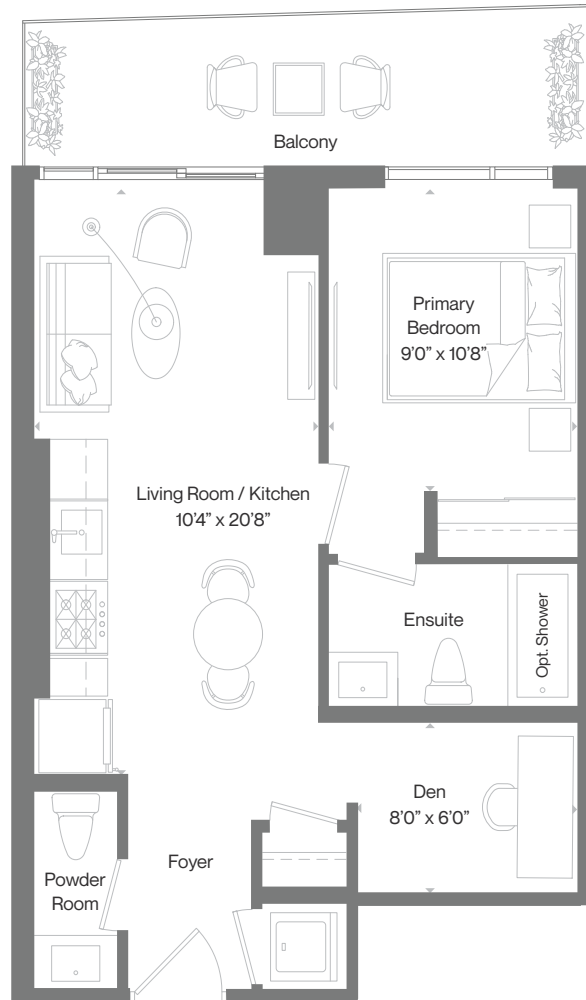 Balcony
Primary
Bedroom
9’0” x 10’8”
Living Room / Kitchen
10’4” x 20’8”
Ensuite
Opt. Shower
Den
8’0” x 6’0”
Foyer
Powder
Room